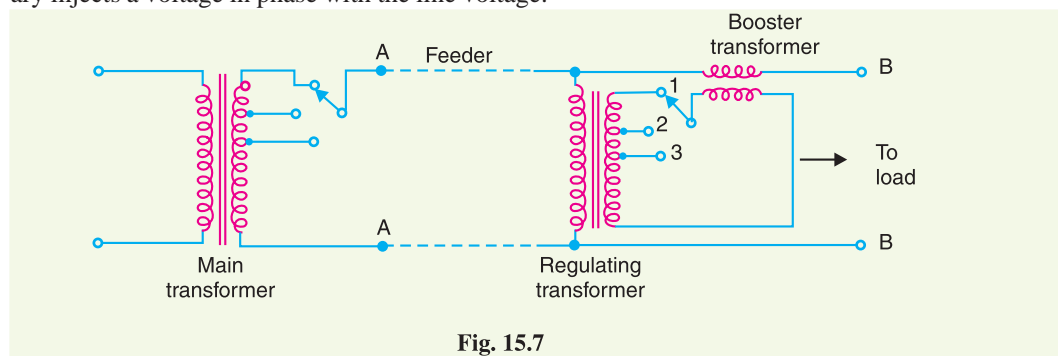 ary injects a voltage in phase with the line voltage.
Booster
transformer
A
Feeder
B
1
2
3
To
load
A
B
Main
transformer
Regulating
transformer
Fig. 15.7